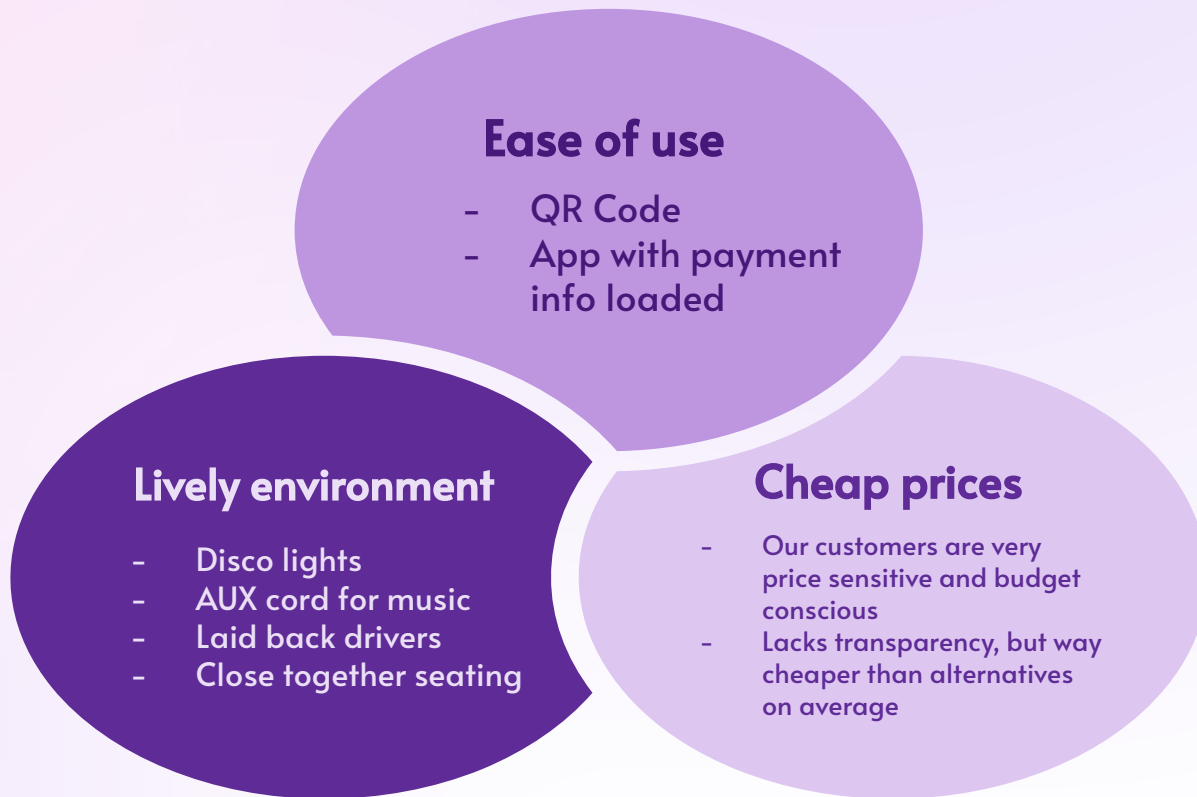 Ease of use
- QR Code
- App with payment
info loaded
Lively environment
- Disco lights
- AUX cord for music
- Laid back drivers
- Close together seating
Cheap prices
- Our customers are very
price sensitive and budget
conscious
- Lacks transparency, but way
cheaper than alternatives
on average